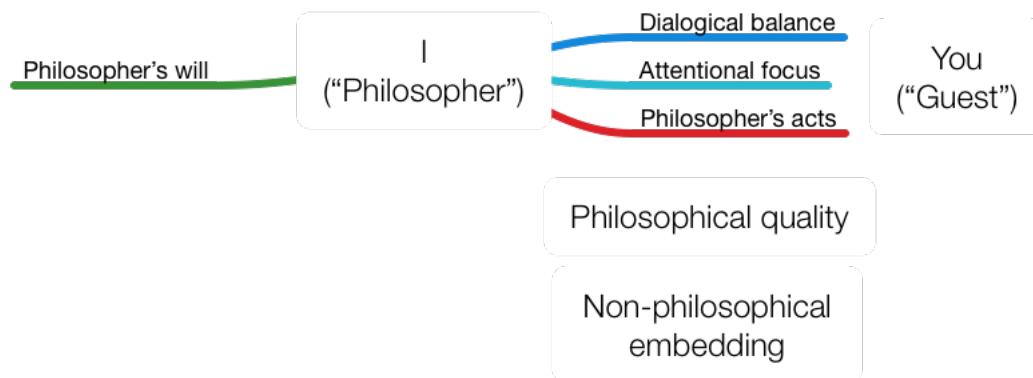 Philosopher’s will
I
(“Philosopher”)
Dialogical balance
Attentional focus
Philosopher’s acts
You
(“Guest”)
Philosophical quality
Non-philosophical
embedding